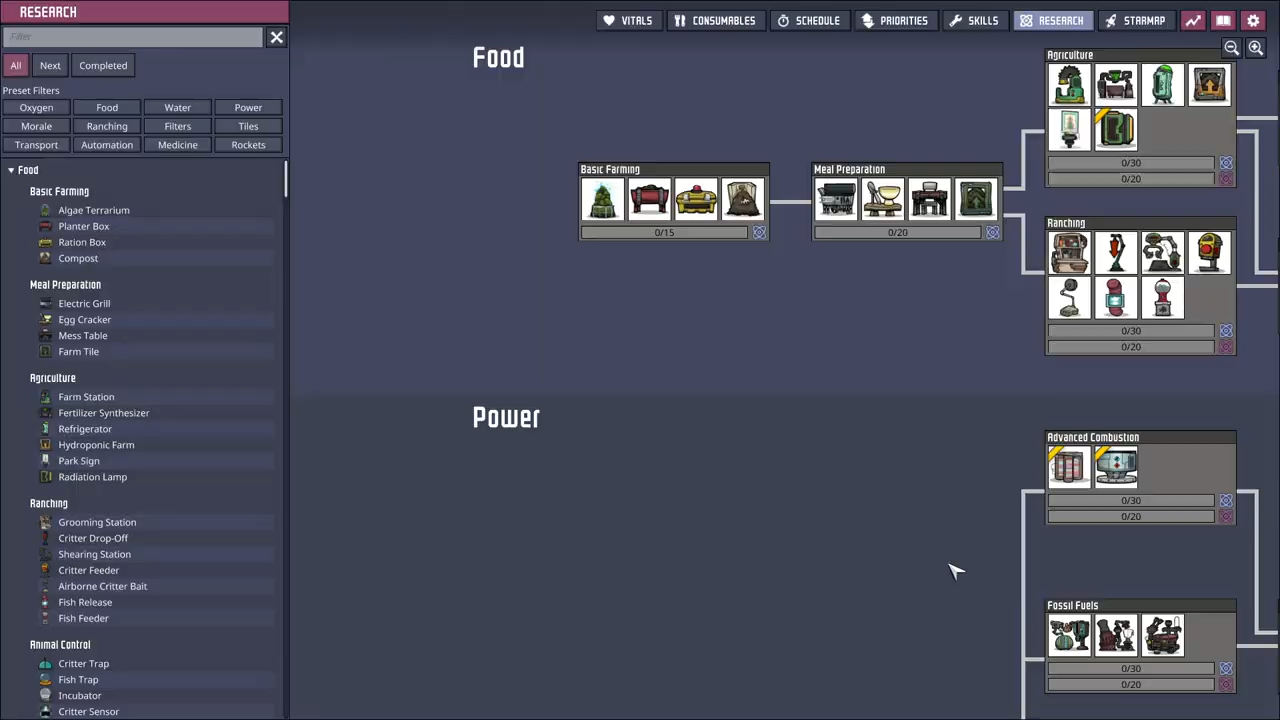 RESEARCH
VITALS
CONSUMABLES
SCHEDULE
PRIORITIES
SKILLS
RESEARCH
STARMAP
Filter
All
Next
Completed
Preset Filters
Oxygen
Food
Water
Power
Morale
Ranching
Filters
Tiles
Transport
Automation
Medicine
Rockets
Food
Basic Farming
Algae Terrarium
Planter Box
Ration Box
Compost
Meal Preparation
Electric Grill
Egg Cracker
Mess Table
Farm Tile
Agriculture
Farm Station
Fertilizer Synthesizer
Refrigerator
Hydroponic Farm
Park Sign
Radiation Lamp
Ranching
Grooming Station
Critter Drop-Off
Shearing Station
Critter Feeder
Airborne Critter Bait
Fish Release
Fish Feeder
Animal Control
Critter Trap
Fish Trap
Incubator
Critter Sensor
Food
Basic Farming
0/15
Meal Preparation
0/20
Agriculture
0/30
0/20
Ranching
0/30
0/20
Power
Advanced Combustion
0/30
0/20
Fossil Fuels
0/30
0/20